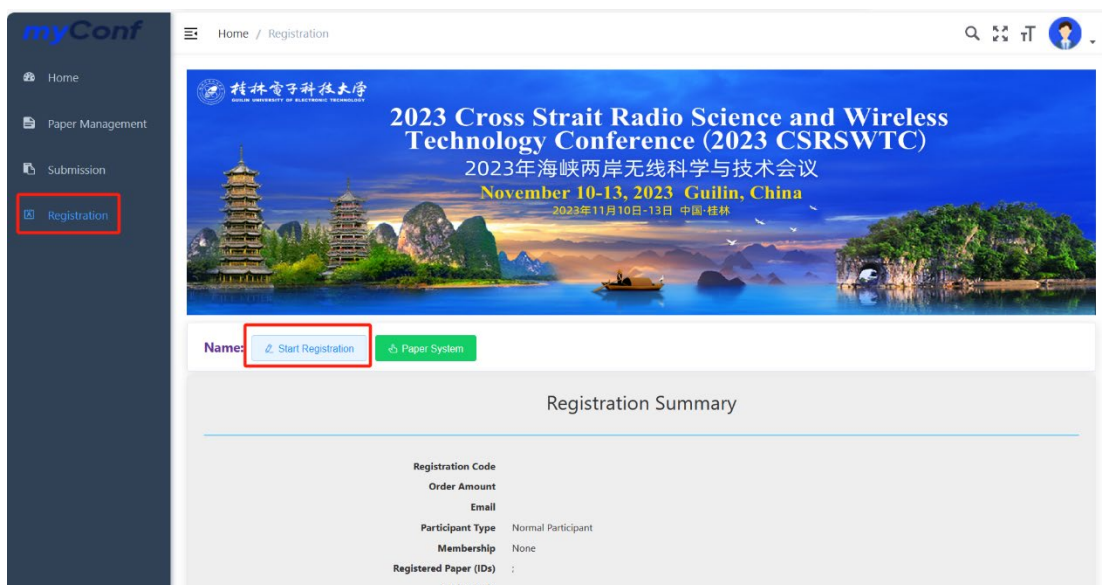 myConf
Home / Registration
Home
Paper Management
Submission
Registration
桂林电子科技大学
GUILIN UNIVERSITY OF ELECTRONIC TECHNOLOGY
2023 Cross Strait Radio Science and Wireless
Technology Conference (2023 CSRSWTC)
2023年海峡两岸无线科学与技术会议
November 10-13, 2023 Guilin, China
2023年11月10日-13日 中国·桂林
Name: Start Registration Paper System
Registration Summary
Registration Code
Order Amount
Email
Participant Type Normal Participant
Membership None
Registered Paper (IDs) ;